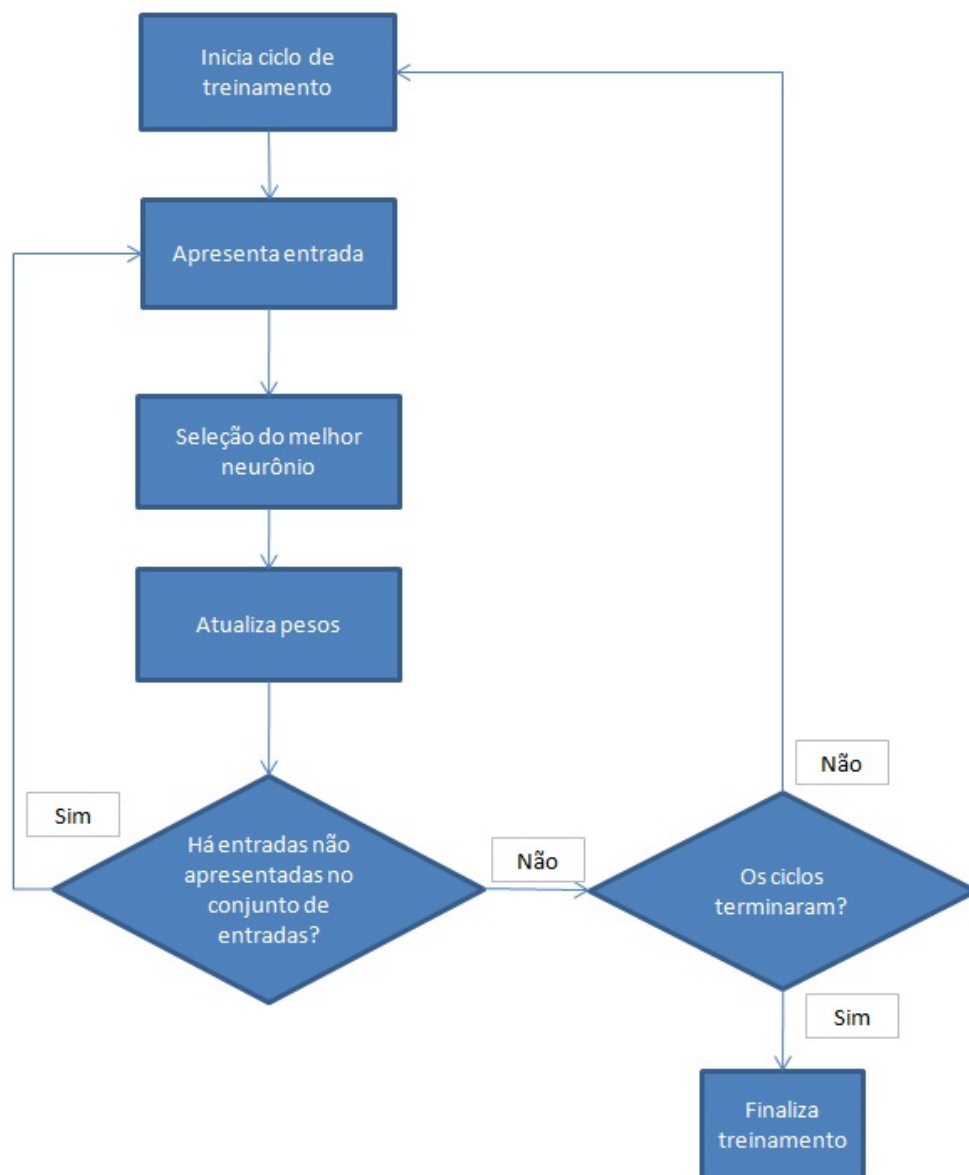 Inicia ciclo de
treinamento
Apresenta entrada
Seleção do melhor
neurônio
Atualiza pesos
Sim
Há entradas não
apresentadas no
conjunto de
entradas?
Não
Os ciclos
terminaram?
Não
Sim
Finaliza
treinamento